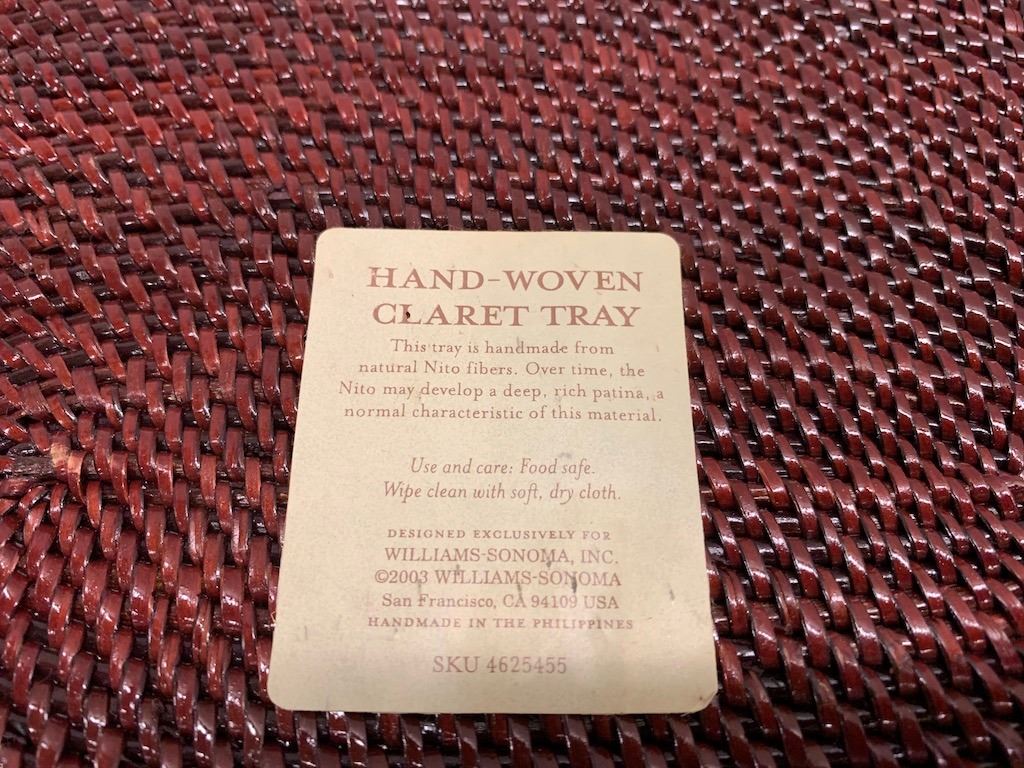 HAND-WOVEN
CLARET TRAY
This tray is handmade from
natural Nito fibers. Over time, the
Nito may develop a deep, rich patina, a
normal characteristic of this material.
Use and care: Food safe.
Wipe clean with soft, dry cloth.
DESIGNED EXCLUSIVELY FOR
WILLIAMS-SONOMA, INC.
©2003 WILLIAMS-SONOMA
San Francisco, CA 94109 USA
HANDMADE IN THE PHILIPPINES
SKU 4625455